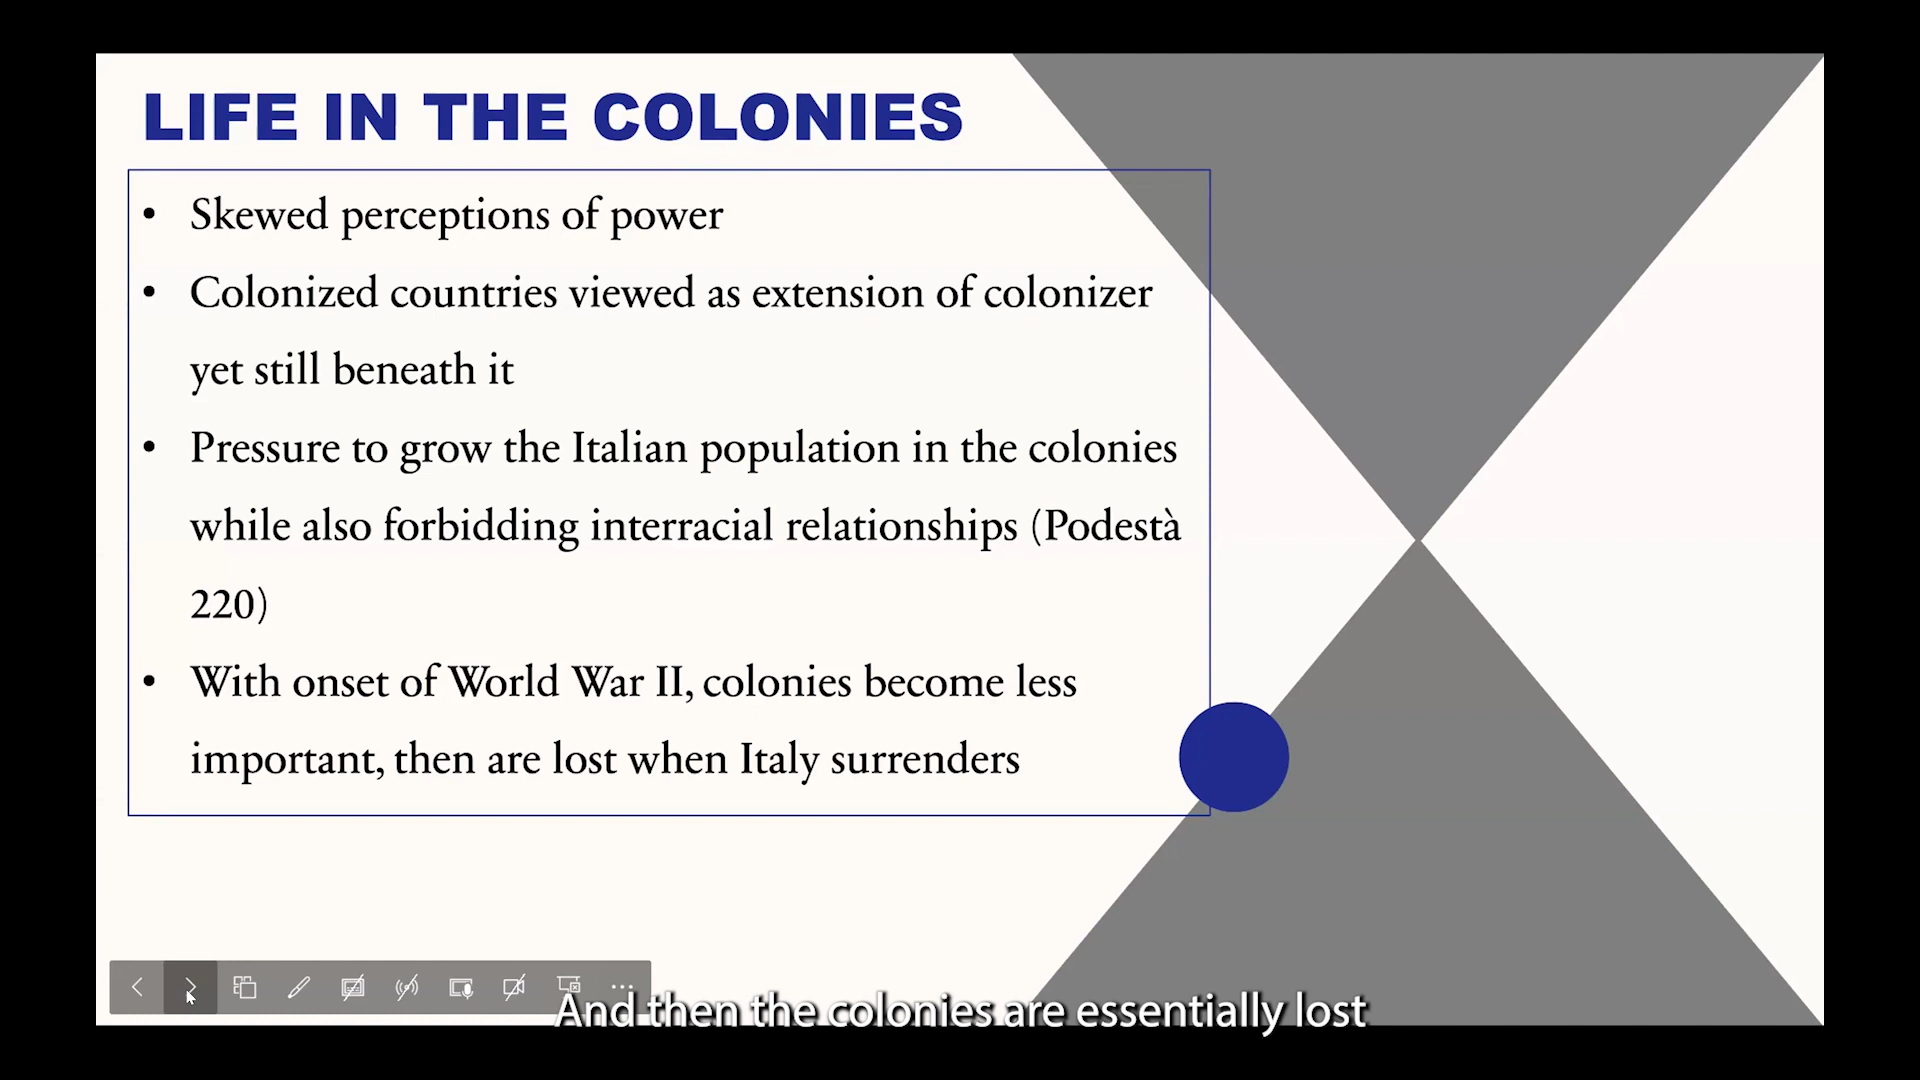 LIFE IN THE COLONIES
• Skewed perceptions of power
• Colonized countries viewed as extension of colonizer
yet still beneath it
• Pressure to grow the Italian population in the colonies
while also forbidding interracial relationships (Podestà
220)
• With onset of World War II, colonies become less
important, then are lost when Italy surrenders
And then the colonies are essentially lost